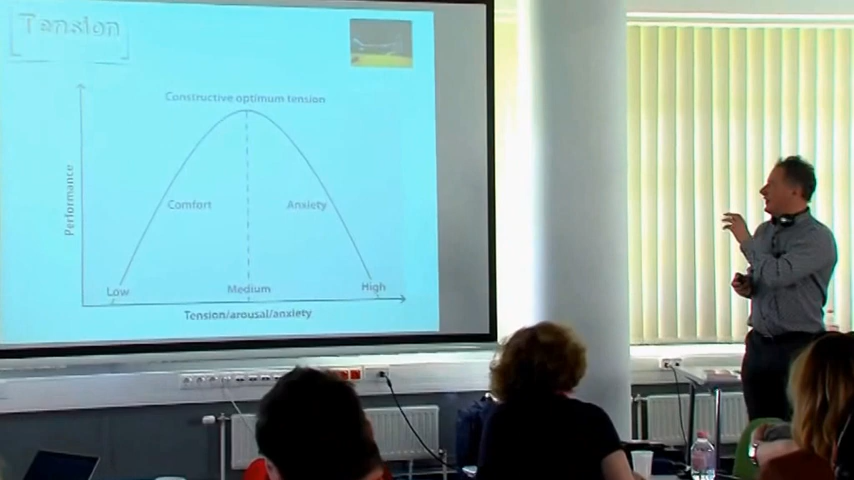 Tension
Constructive optimum tension
Performance
Comfort
Anxiety
Low
Medium
High
Tension/arousal/anxiety